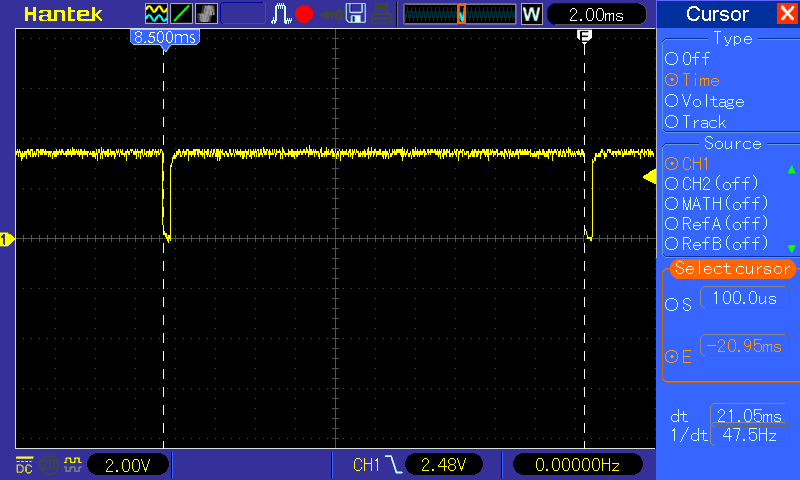 Hantek
W
2.00ms
8.500ms
E
1
Cursor
Type
Off
Time
Voltage
Track
Source
CH1
CH2(off)
MATH(off)
RefA(off)
RefB(off)
Select cursor
S 100.0us
E -20.95ms
dt 21.05ms
1/dt 47.5Hz
DC
2.00V
CH1
2.48V
0.00000Hz